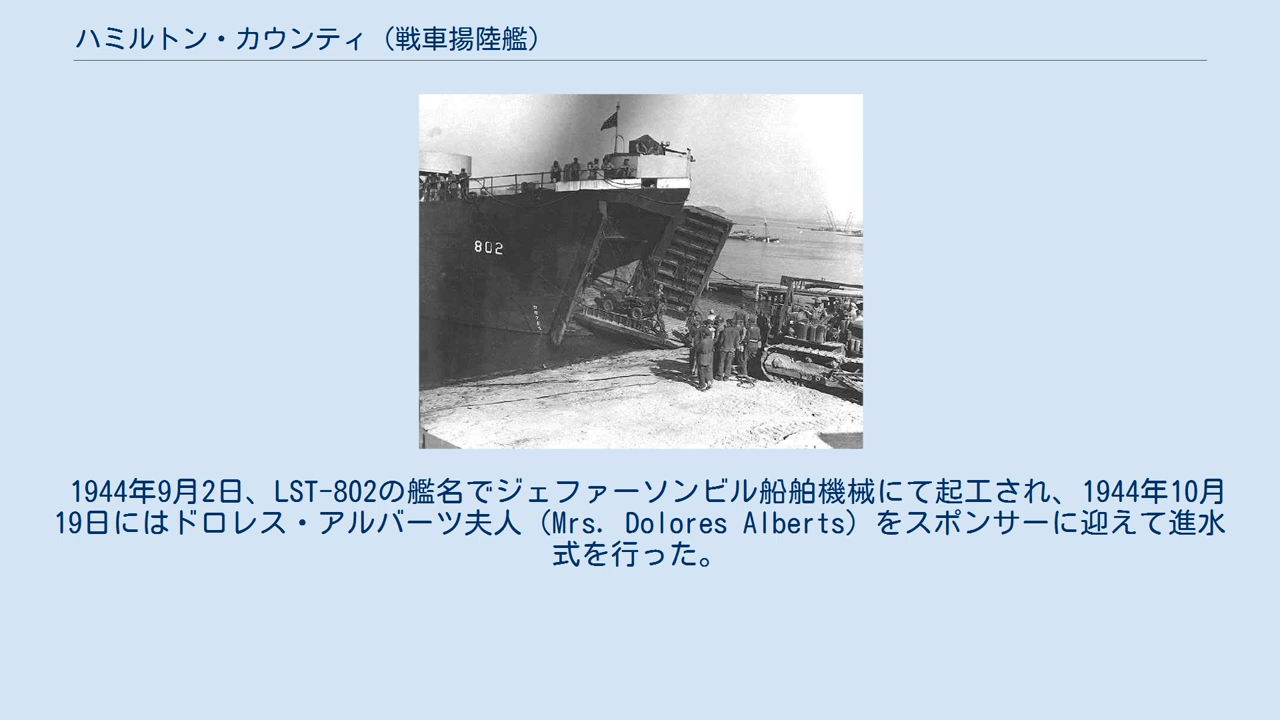 ハミルトン・カウンティ（戦車揚陸艦）
802
1944年9月2日、LST-802の艦名でジェファーソンビル船舶機械にて起工され、1944年10月
19日にはドロレス・アルバーツ夫人（Mrs. Dolores Alberts）をスポンサーに迎えて進水
式を行った。